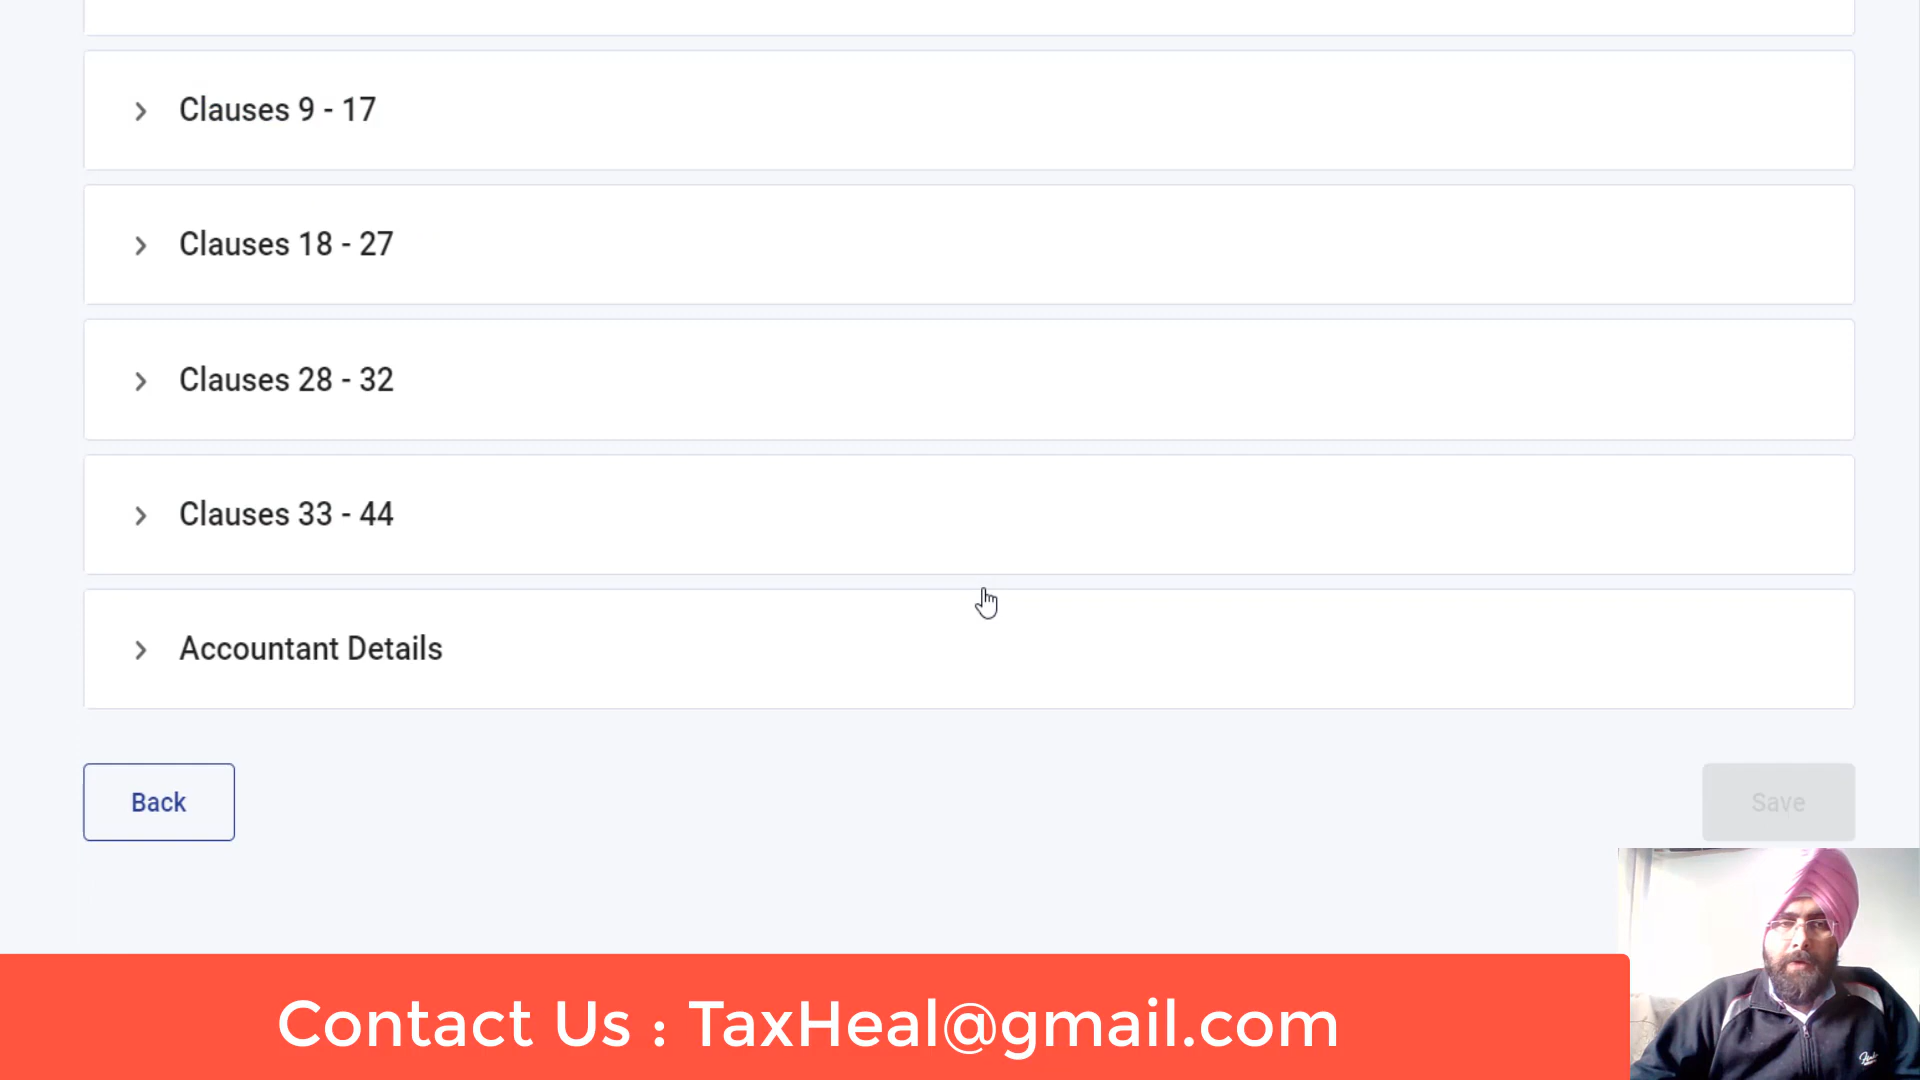 Clauses 9 - 17
Clauses 18 - 27
Clauses 28 - 32
Clauses 33 - 44
Accountant Details
Back
Save
Contact Us : TaxHeal@gmail.com